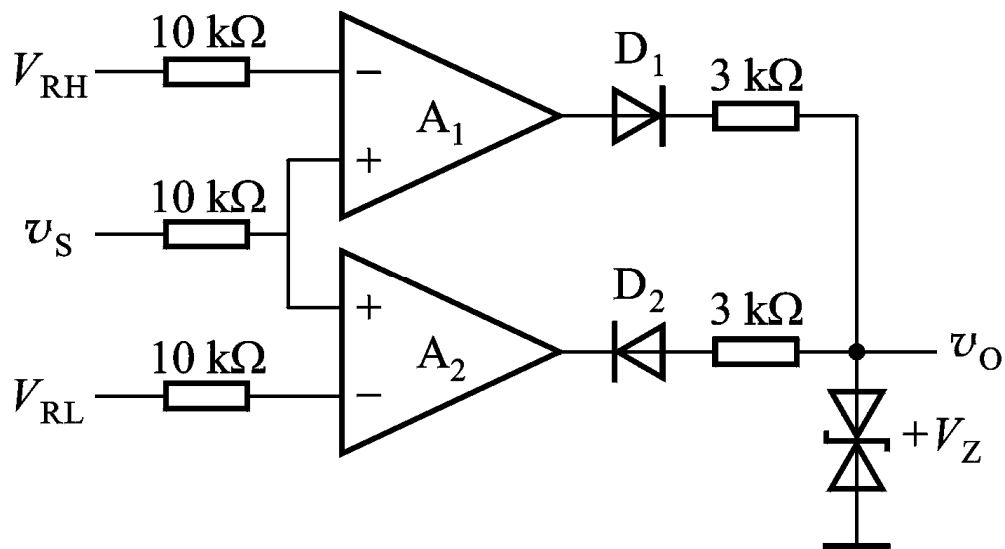 10 kΩ
V_RH
−
A₁
+
D₁
3 kΩ
10 kΩ
v_S
+
A₂
−
D₂
3 kΩ
v_O
10 kΩ
V_RL
+V_Z